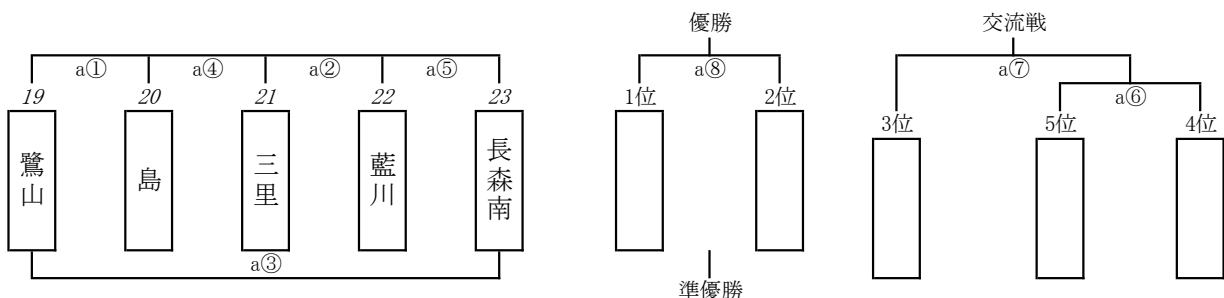 優勝 交流戦
a① a④ a② a⑤ a⑧ a⑦
19 20 21 22 23 1位 2位 a⑥
3位 5位 4位
鷺山 島 三里 藍川 長森南
a③
準優勝